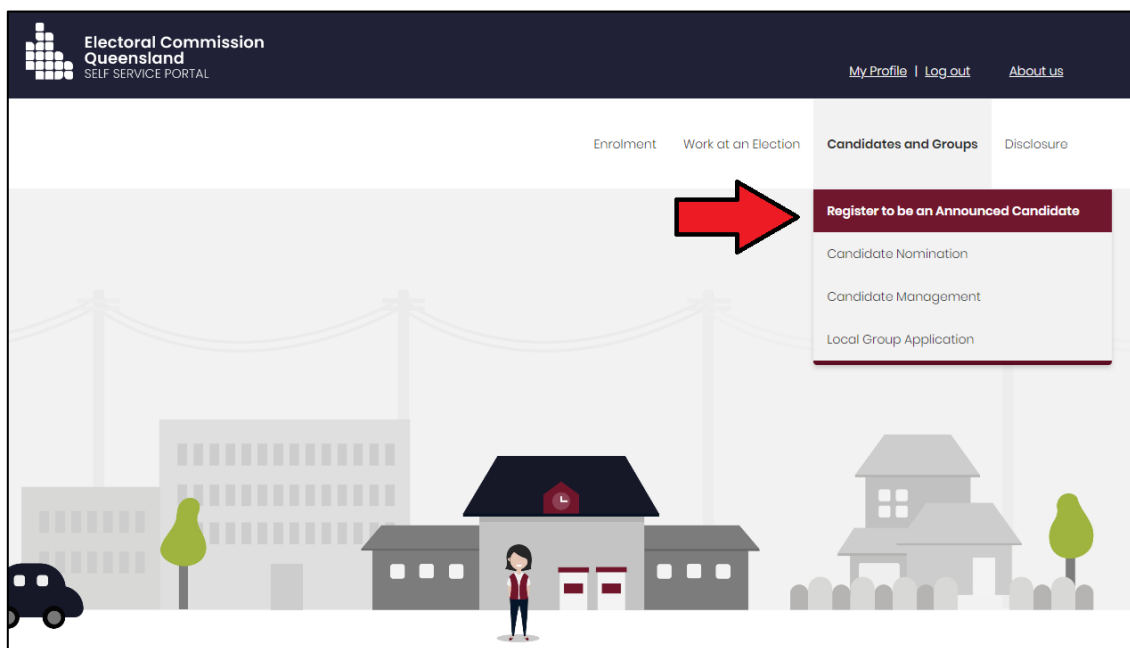 Electoral Commission
Queensland
SELF SERVICE PORTAL
My Profile | Log out About us
Enrolment Work at an Election Candidates and Groups Disclosure
Register to be an Announced Candidate
Candidate Nomination
Candidate Management
Local Group Application